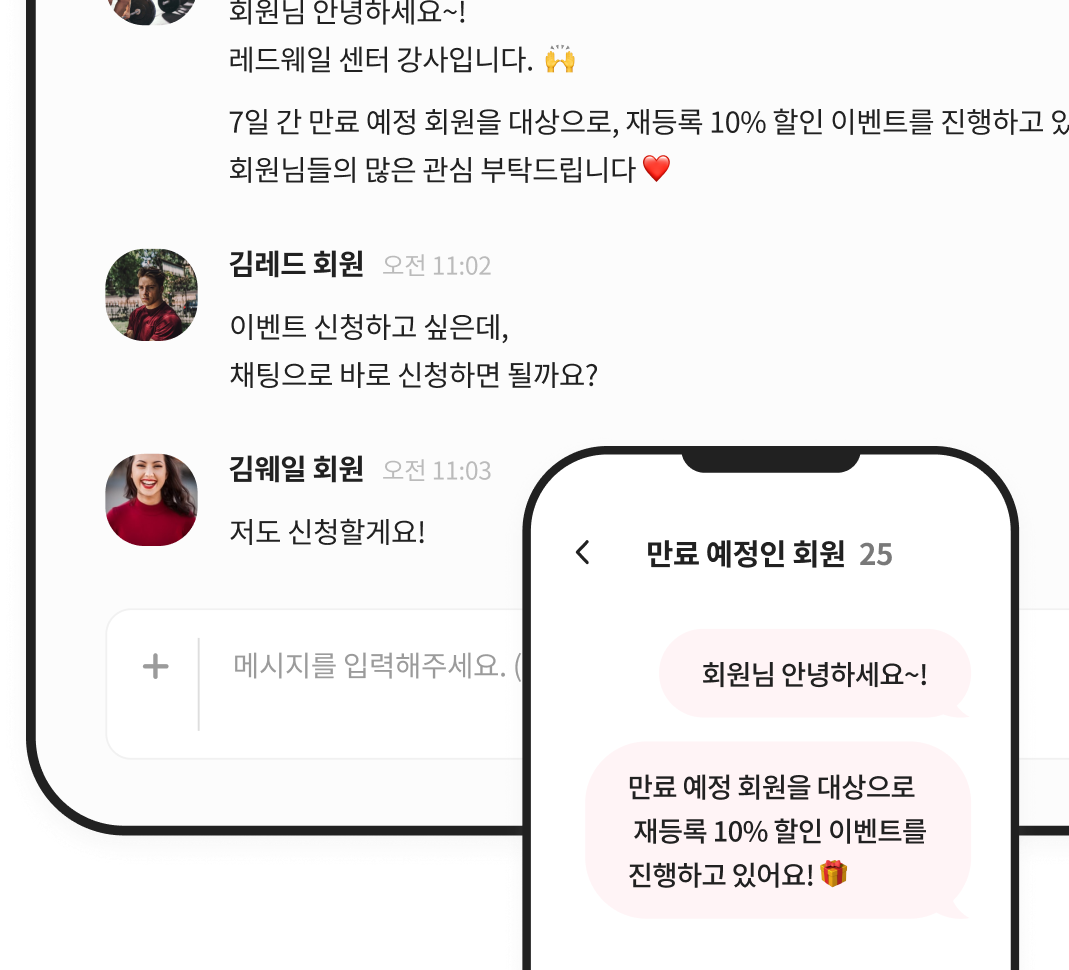 회원님 안녕하세요~!
레드웨일 센터 강사입니다. 🙌
7일 간 만료 예정 회원을 대상으로, 재등록 10% 할인 이벤트를 진행하고
회원님들의 많은 관심 부탁드립니다 ❤️
김레드 회원 오전 11:02
이벤트 신청하고 싶은데,
채팅으로 바로 신청하면 될까요?
김웨일 회원 오전 11:03
저도 신청할게요!
메시지를 입력해주세요. (
만료 예정인 회원 25
회원님 안녕하세요~!
만료 예정 회원을 대상으로
재등록 10% 할인 이벤트를
진행하고 있어요! 🎁